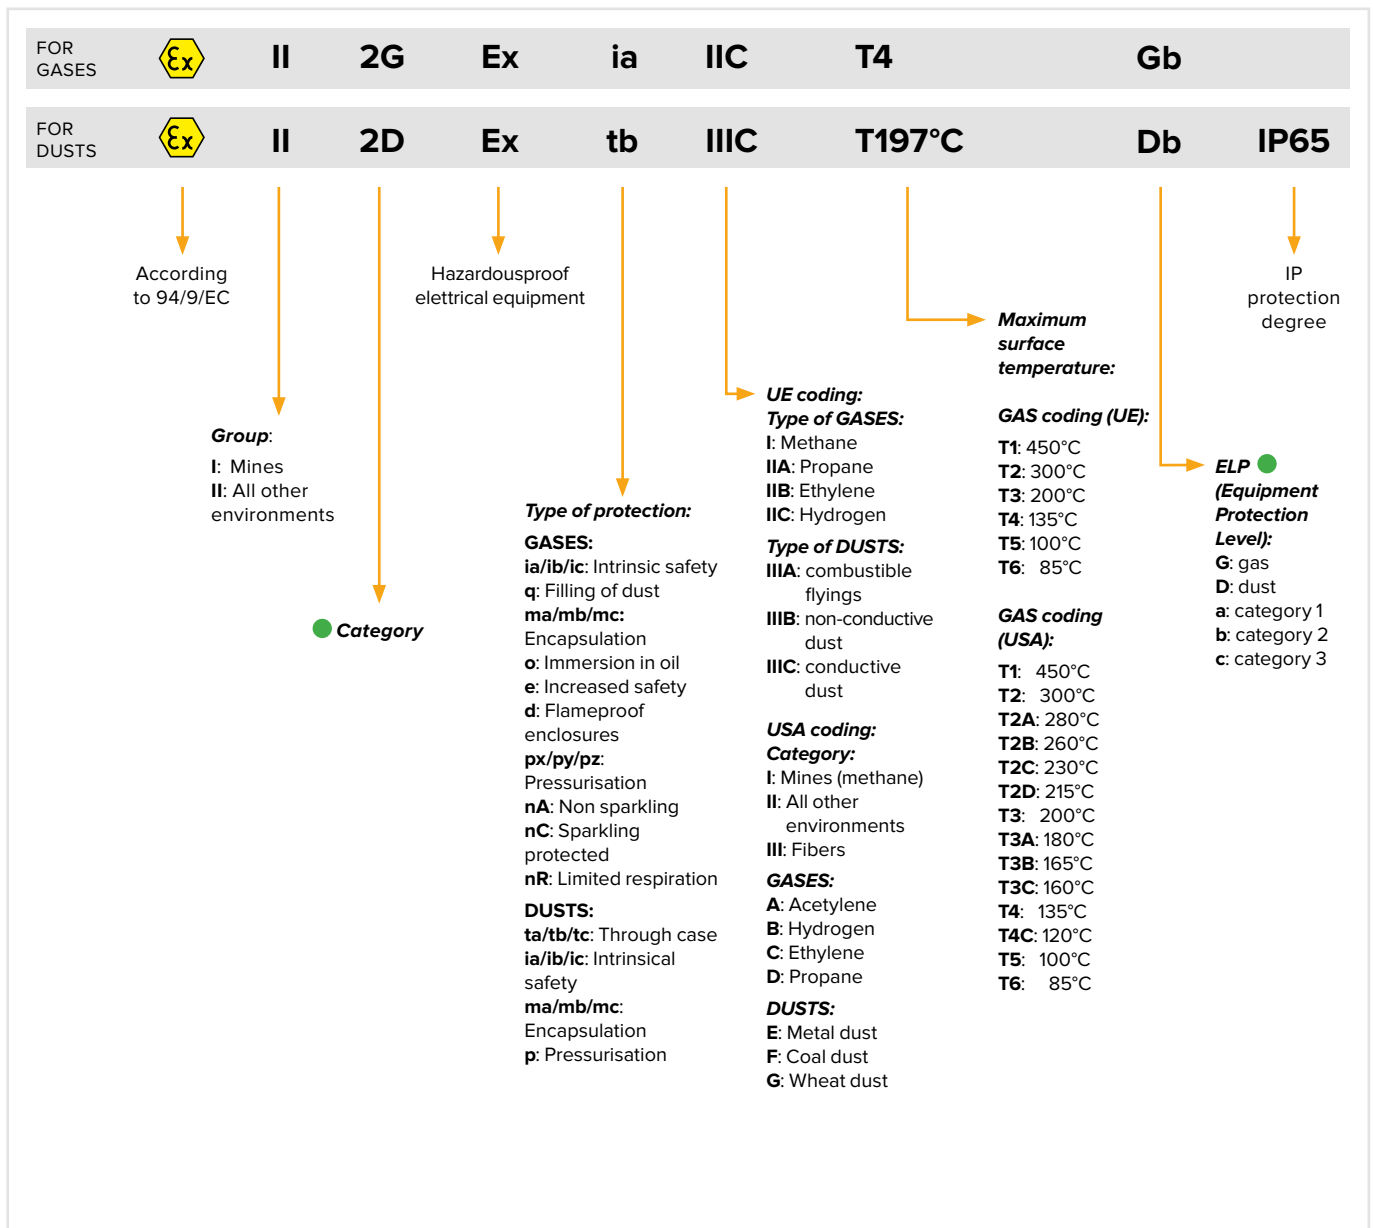 FOR
GASES
Ex
II
2G
Ex
ia
IIC
T4
Gb
FOR
DUSTS
Ex
II
2D
Ex
tb
IIIC
T197°C
Db
IP65
According
to 94/9/EC
Hazardousproof
elettrical equipment
IP
protection
degree
Group:
I: Mines
II: All other
environments
Category
Type of protection:
GASES:
ia/ib/ic: Intrinsic safety
q: Filling of dust
ma/mb/mc:
Encapsulation
o: Immersion in oil
e: Increased safety
d: Flameproof
enclosures
px/py/pz:
Pressurisation
nA: Non sparkling
nC: Sparkling
protected
nR: Limited respiration
DUSTS:
ta/tb/tc: Through case
ia/ib/ic: Intrinsical
safety
ma/mb/mc:
Encapsulation
p: Pressurisation
UE coding:
Type of GASES:
I: Methane
IIA: Propane
IIB: Ethylene
IIC: Hydrogen
Type of DUSTS:
IIIA: combustible
flyings
IIIB: non-conductive
dust
IIIC: conductive
dust
USA coding:
Category:
I: Mines (methane)
II: All other
environments
III: Fibers
GASES:
A: Acetylene
B: Hydrogen
C: Ethylene
D: Propane
DUSTS:
E: Metal dust
F: Coal dust
G: Wheat dust
Maximum
surface
temperature:
GAS coding (UE):
T1: 450°C
T2: 300°C
T3: 200°C
T4: 135°C
T5: 100°C
T6: 85°C
GAS coding
(USA):
T1: 450°C
T2: 300°C
T2A: 280°C
T2B: 260°C
T2C: 230°C
T2D: 215°C
T3: 200°C
T3A: 180°C
T3B: 165°C
T3C: 160°C
T4: 135°C
T4C: 120°C
T5: 100°C
T6: 85°C
ELP
(Equipment
Protection
Level):
G: gas
D: dust
a: category 1
b: category 2
c: category 3